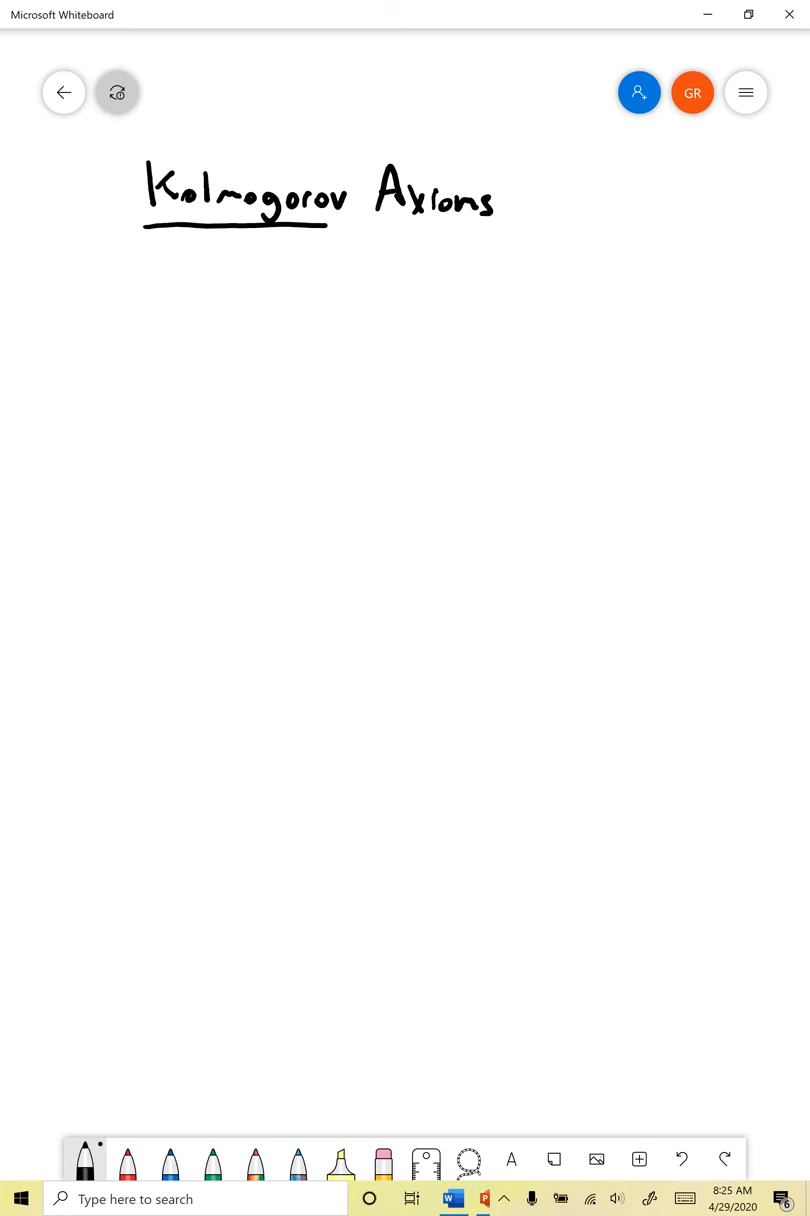 Microsoft Whiteboard
GR
Kolmogorov Axioms
A
Type here to search
W
P
8:25 AM
4/29/2020
6